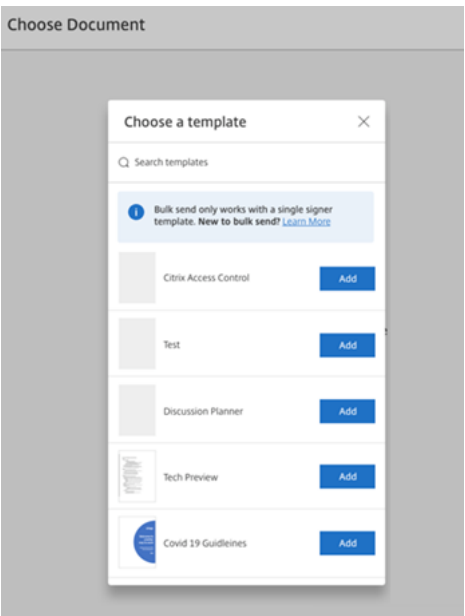 Choose Document
Choose a template
Search templates
Bulk send only works with a single signer
template. New to bulk send? Learn More
Citrix Access Control
Add
Test
Add
Discussion Planner
Add
Tech Preview
Add
Covid 19 Guidleines
Add